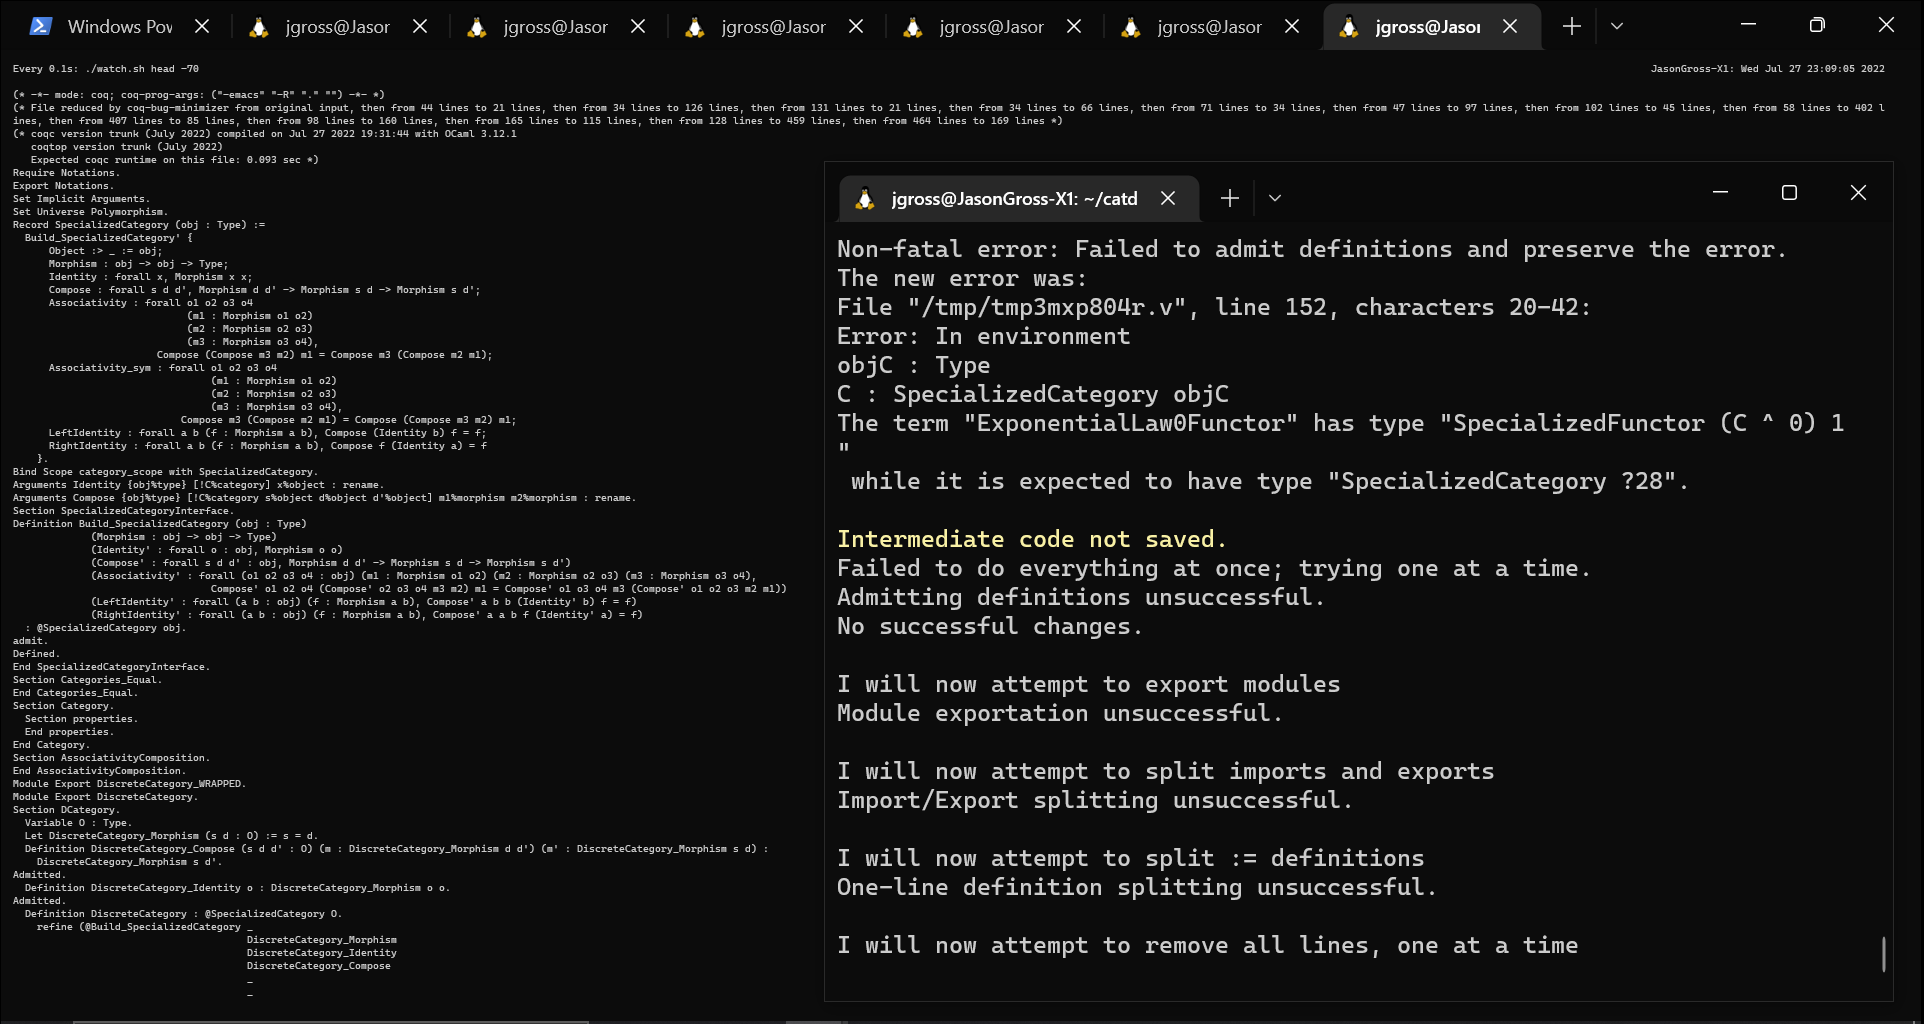 Windows Pov
jgross@Jasor
jgross@Jasor
jgross@Jasor
jgross@Jasor
jgross@Jasor
jgross@Jasor
Every 0.1s: ./watch.sh head -70
JasonGross-X1: Wed Jul 27 23:09:05 2022
(* -*- mode: coq; coq-prog-args: ("-emacs" "-R" "." "") -*- *)
(* File reduced by coq-bug-minimizer from original input, then from 44 lines to 21 lines, then from 34 lines to 126 lines, then from 131 lines to 21 lines, then from 34 lines to 66 lines, then from 71 lines to 34 lines, then from 47 lines to 97 lines, then from 102 lines to 45 lines, then from 58 lines to 402 l
ines, then from 407 lines to 85 lines, then from 98 lines to 160 lines, then from 165 lines to 115 lines, then from 128 lines to 459 lines, then from 464 lines to 169 lines *)
(* coqc version trunk (July 2022) compiled on Jul 27 2022 19:31:44 with OCaml 3.12.1
coqtop version trunk (July 2022)
Expected coqc runtime on this file: 0.093 sec *)
Require Notations.
Export Notations.
Set Implicit Arguments.
Set Universe Polymorphism.
Record SpecializedCategory (obj : Type) :=
Build_SpecializedCategory' {
Object :> _ := obj;
Morphism : obj -> obj -> Type;
Identity : forall x, Morphism x x;
Compose : forall s d d', Morphism d d' -> Morphism s d -> Morphism s d';
Associativity : forall o1 o2 o3 o4
(m1 : Morphism o1 o2)
(m2 : Morphism o2 o3)
(m3 : Morphism o3 o4),
Compose (Compose m3 m2) m1 = Compose m3 (Compose m2 m1);
Associativity_sym : forall o1 o2 o3 o4
(m1 : Morphism o1 o2)
(m2 : Morphism o2 o3)
(m3 : Morphism o3 o4),
Compose m3 (Compose m2 m1) = Compose (Compose m3 m2) m1;
LeftIdentity : forall a b (f : Morphism a b), Compose (Identity b) f = f;
RightIdentity : forall a b (f : Morphism a b), Compose f (Identity a) = f
}.
Bind Scope category_scope with SpecializedCategory.
Arguments Identity {obj%type} [!C%category] x%object : rename.
Arguments Compose {obj%type} [!C%category s%object d%object d'%object] m1%morphism m2%morphism : rename.
Section SpecializedCategoryInterface.
Definition Build_SpecializedCategory (obj : Type)
(Morphism : obj -> obj -> Type)
(Identity' : forall o : obj, Morphism o o)
(Compose' : forall s d d' : obj, Morphism d d' -> Morphism s d -> Morphism s d')
(Associativity' : forall (o1 o2 o3 o4 : obj) (m1 : Morphism o1 o2) (m2 : Morphism o2 o3) (m3 : Morphism o3 o4),
Compose' o1 o2 o4 (Compose' o2 o3 o4 m3 m2) m1 = Compose' o1 o3 o4 m3 (Compose' o1 o2 o3 m2 m1))
(LeftIdentity' : forall (a b : obj) (f : Morphism a b), Compose' a b b (Identity' b) f = f)
(RightIdentity' : forall (a b : obj) (f : Morphism a b), Compose' a a b f (Identity' a) = f)
: @SpecializedCategory obj.
admit.
Defined.
End SpecializedCategoryInterface.
Section Categories_Equal.
End Categories_Equal.
Section Category.
Section properties.
End properties.
End Category.
Section AssociativityComposition.
End AssociativityComposition.
Module Export DiscreteCategory_WRAPPED.
Module Export DiscreteCategory.
Section DCategory.
Variable O : Type.
Let DiscreteCategory_Morphism (s d : O) := s = d.
Definition DiscreteCategory_Compose (s d d' : O) (m : DiscreteCategory_Morphism d d') (m' : DiscreteCategory_Morphism s d) :
DiscreteCategory_Morphism s d'.
Admitted.
Definition DiscreteCategory_Identity o : DiscreteCategory_Morphism o o.
Admitted.
Definition DiscreteCategory : @SpecializedCategory O.
refine (@Build_SpecializedCategory _
DiscreteCategory_Morphism
DiscreteCategory_Identity
DiscreteCategory_Compose
_
_
jgross@JasonGross-X1: ~/catd
Non-fatal error: Failed to admit definitions and preserve the error.
The new error was:
File "/tmp/tmp3mxp804r.v", line 152, characters 20-42:
Error: In environment
objC : Type
C : SpecializedCategory objC
The term "ExponentialLaw0Functor" has type "SpecializedFunctor (C ^ 0) 1
"
while it is expected to have type "SpecializedCategory ?28".
Intermediate code not saved.
Failed to do everything at once; trying one at a time.
Admitting definitions unsuccessful.
No successful changes.
I will now attempt to export modules
Module exportation unsuccessful.
I will now attempt to split imports and exports
Import/Export splitting unsuccessful.
I will now attempt to split := definitions
One-line definition splitting unsuccessful.
I will now attempt to remove all lines, one at a time